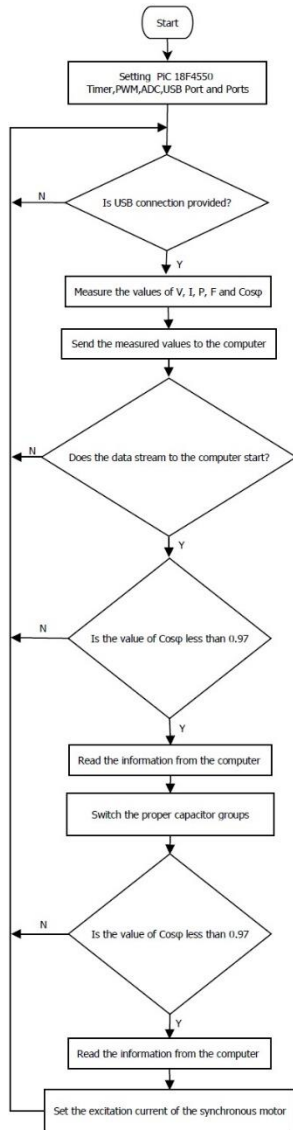 Start
Setting PiC 18F4550
Timer,PWM,ADC,USB Port and Ports
N
Is USB connection provided?
Y
Measure the values of V, I, P, F and Cosφ
Send the measured values to the computer
N
Does the data stream to the computer start?
Y
N
Is the value of Cosφ less than 0.97
Y
Read the information from the computer
Switch the proper capacitor groups
N
Is the value of Cosφ less than 0.97
Y
Read the information from the computer
Set the excitation current of the synchronous motor